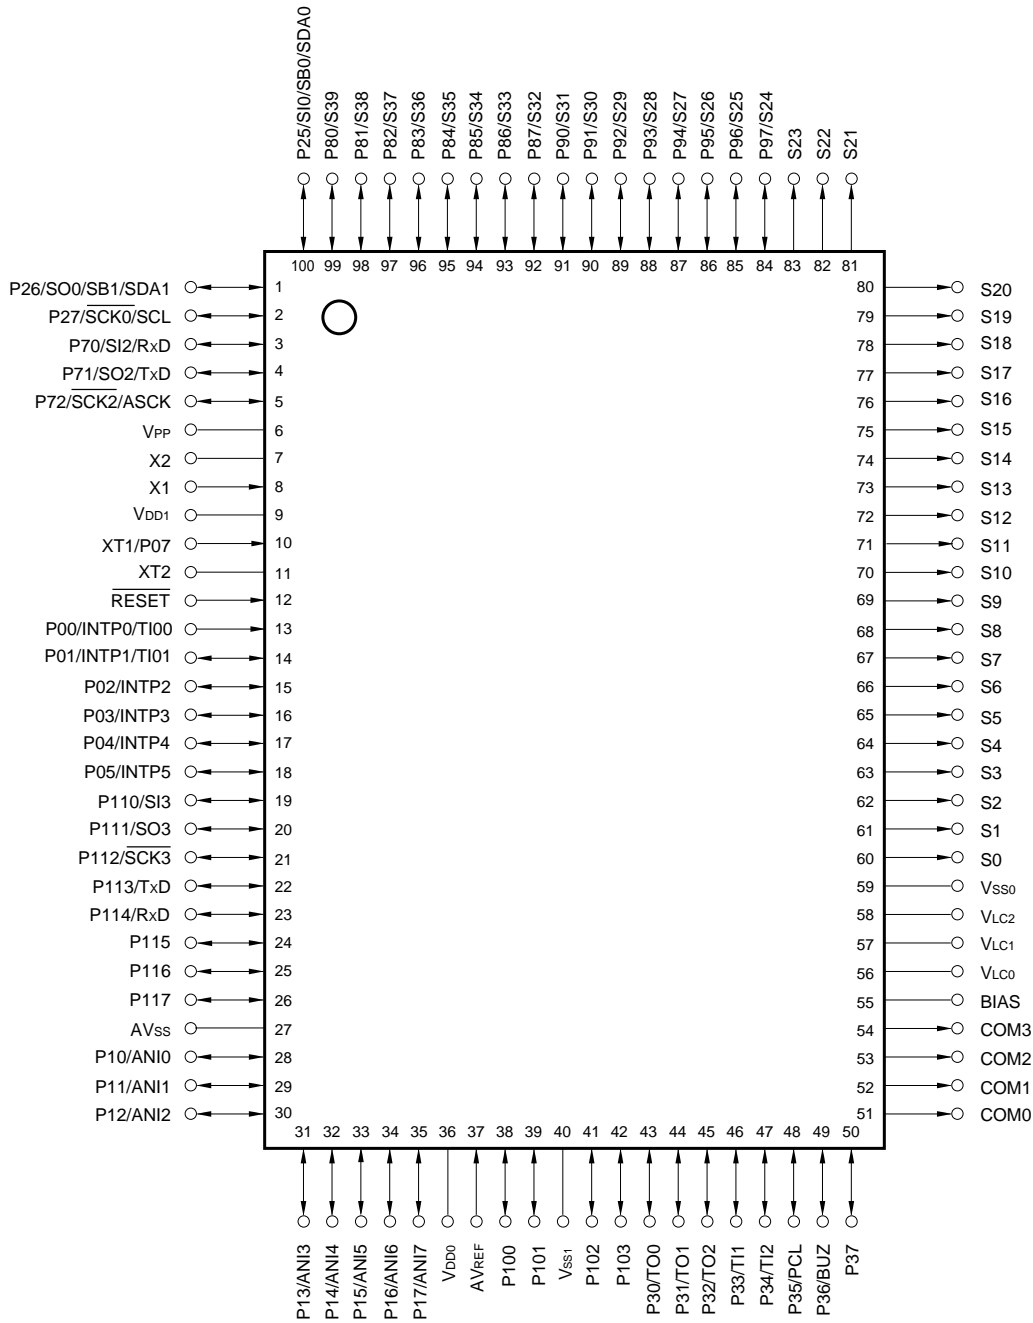 P25/SI0/SB0/SDA0
P80/S39
P81/S38
P82/S37
P83/S36
P84/S35
P85/S34
P86/S33
P87/S32
P90/S31
P91/S30
P92/S29
P93/S28
P94/S27
P95/S26
P96/S25
P97/S24
S23
S22
S21
100 99 98 97 96 95 94 93 92 91 90 89 88 87 86 85 84 83 82 81
P26/SO0/SB1/SDA1 1 80 S20
P27/SCK0/SCL 2 79 S19
P70/SI2/RxD 3 78 S18
P71/SO2/TxD 4 77 S17
P72/SCK2/ASCK 5 76 S16
VPP 6 75 S15
X2 7 74 S14
X1 8 73 S13
VDD1 9 72 S12
XT1/P07 10 71 S11
XT2 11 70 S10
RESET 12 69 S9
P00/INTP0/TI00 13 68 S8
P01/INTP1/TI01 14 67 S7
P02/INTP2 15 66 S6
P03/INTP3 16 65 S5
P04/INTP4 17 64 S4
P05/INTP5 18 63 S3
P110/SI3 19 62 S2
P111/SO3 20 61 S1
P112/SCK3 21 60 S0
P113/TxD 22 59 VSS0
P114/RxD 23 58 VLC2
P115 24 57 VLC1
P116 25 56 VLC0
P117 26 55 BIAS
AVSS 27 54 COM3
P10/ANI0 28 53 COM2
P11/ANI1 29 52 COM1
P12/ANI2 30 51 COM0
31 32 33 34 35 36 37 38 39 40 41 42 43 44 45 46 47 48 49 50
P13/ANI3
P14/ANI4
P15/ANI5
P16/ANI6
P17/ANI7
VDD0
AVREF
P100
P101
VSS1
P102
P103
P30/TO0
P31/TO1
P32/TO2
P33/TI1
P34/TI2
P35/PCL
P36/BUZ
P37